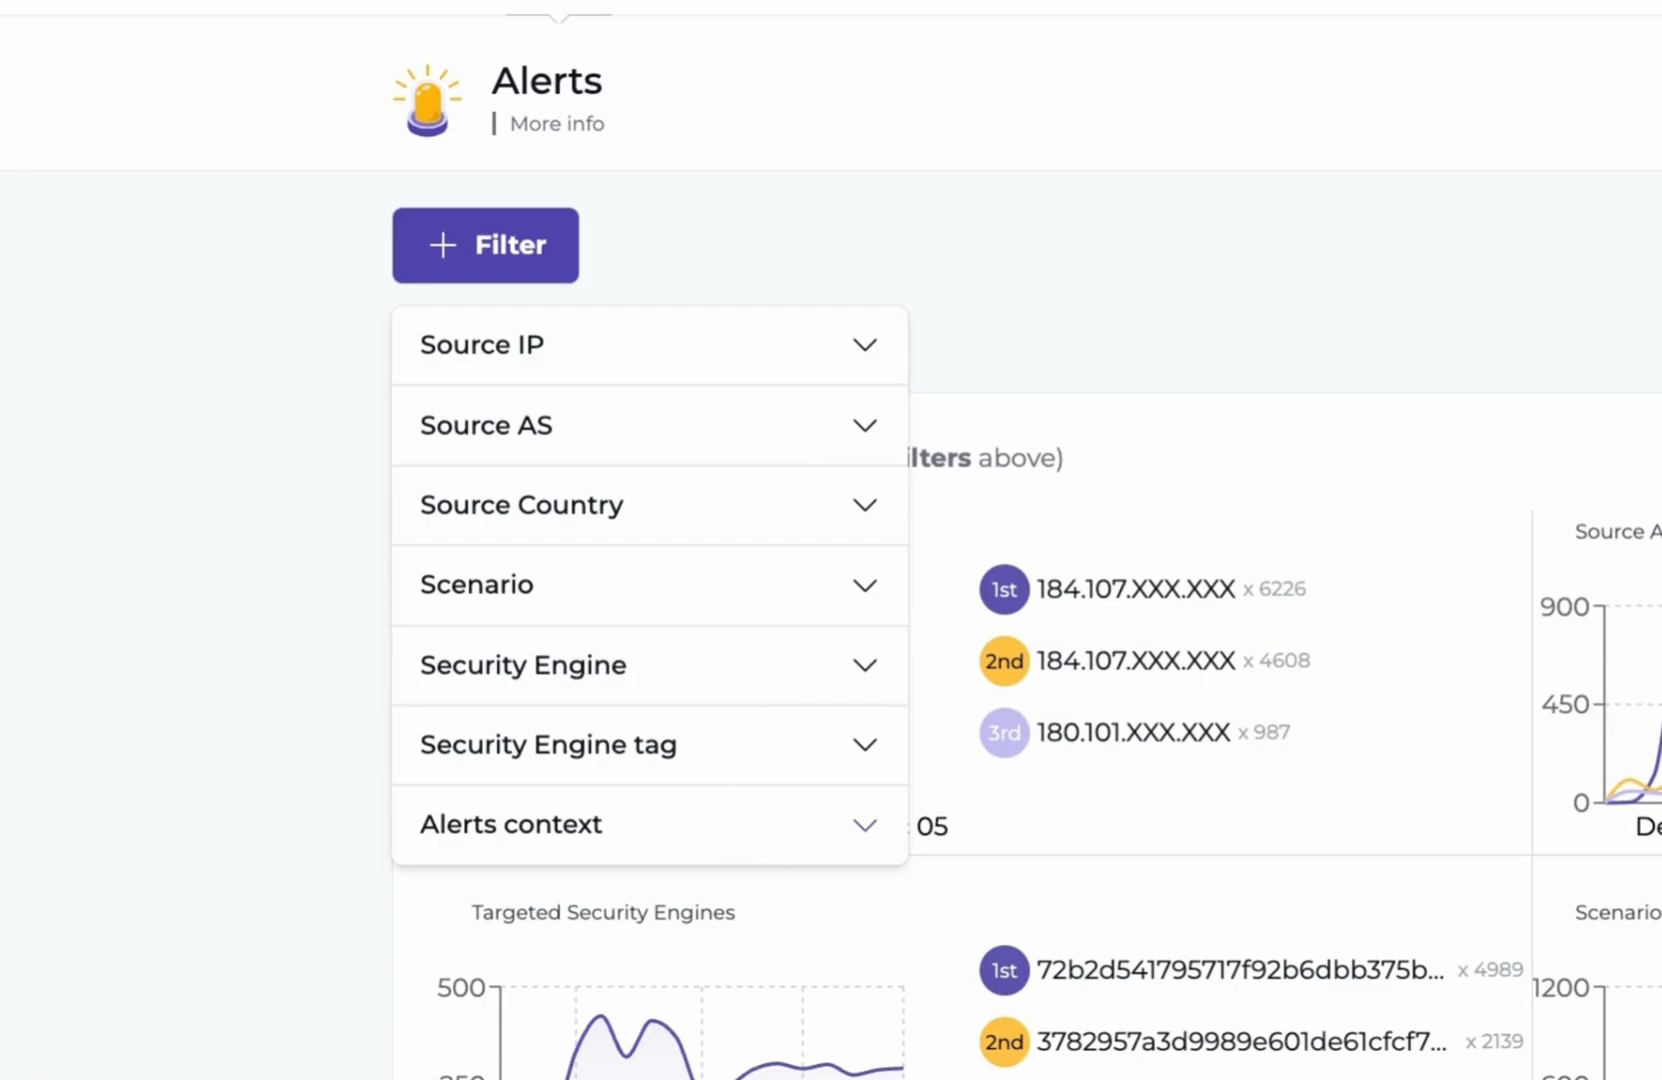 Alerts
More info
Filter
Source IP
Source AS
Source Country
Scenario
Security Engine
Security Engine tag
Alerts context
ilters above)
1st 184.107.XXX.XXX x 6226
2nd 184.107.XXX.XXX x 4608
3rd 180.101.XXX.XXX x 987
05
Source A
900
450
0
De
Targeted Security Engines
500
1st 72b2d541795717f92b6dbb375b... x 4989
2nd 3782957a3d9989e601de61cfcf7... x 2139
Scenario
1200